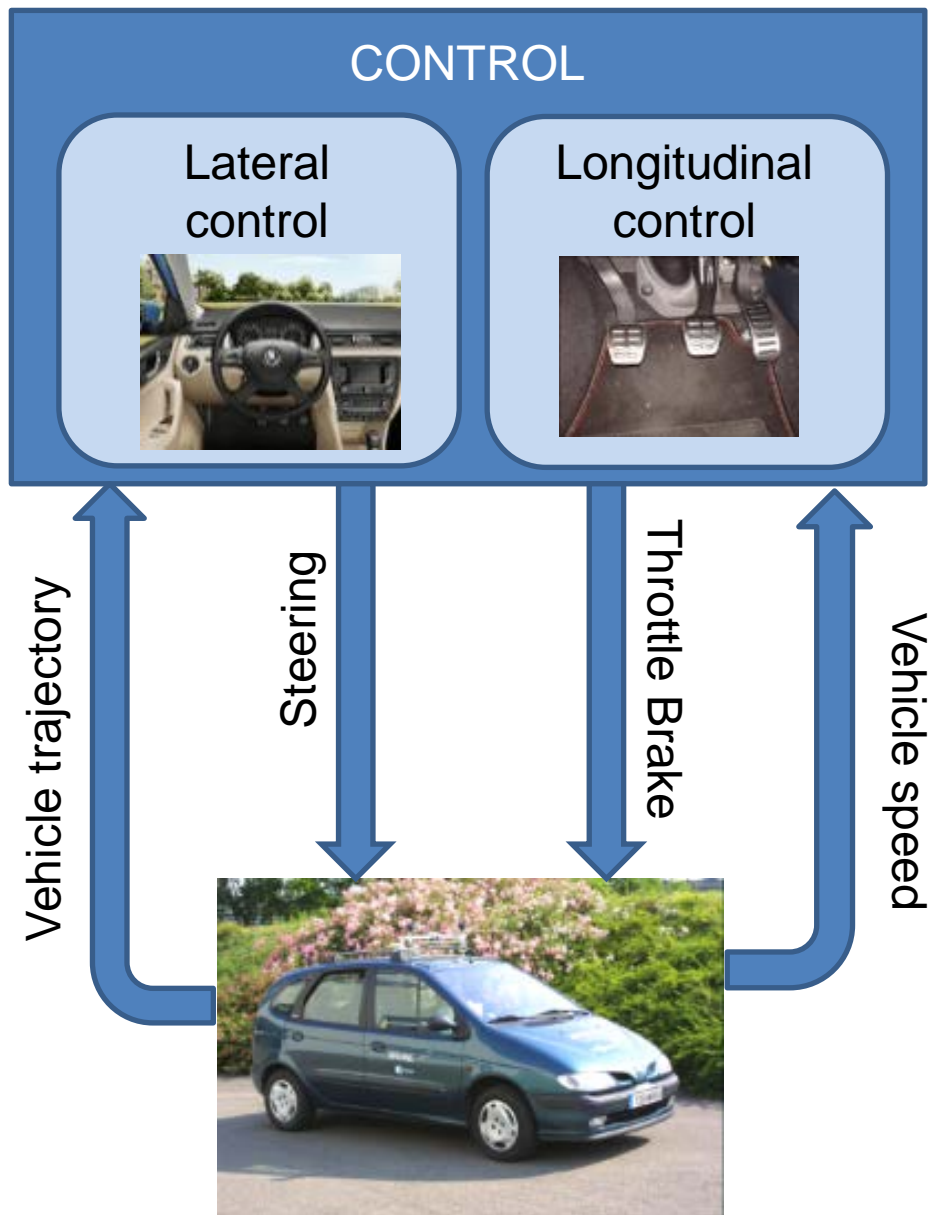 CONTROL
Lateral
control
Longitudinal
control
Vehicle trajectory
Steering
Throttle Brake
Vehicle speed